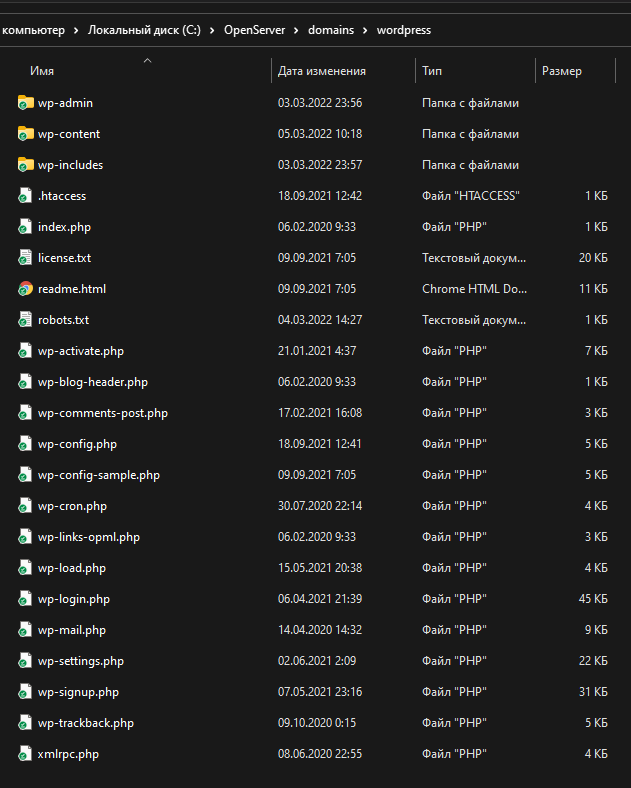 компьютер > Локальный диск (C:) > OpenServer > domains > wordpress
Имя Дата изменения Тип Размер
wp-admin 03.03.2022 23:56 Папка с файлами
wp-content 05.03.2022 10:18 Папка с файлами
wp-includes 03.03.2022 23:57 Папка с файлами
.htaccess 18.09.2021 12:42 Файл "HTACCESS" 1 КБ
index.php 06.02.2020 9:33 Файл "PHP" 1 КБ
license.txt 09.09.2021 7:05 Текстовый докум... 20 КБ
readme.html 09.09.2021 7:05 Chrome HTML Do... 11 КБ
robots.txt 04.03.2022 14:27 Текстовый докум... 1 КБ
wp-activate.php 21.01.2021 4:37 Файл "PHP" 7 КБ
wp-blog-header.php 06.02.2020 9:33 Файл "PHP" 1 КБ
wp-comments-post.php 17.02.2021 16:08 Файл "PHP" 3 КБ
wp-config.php 18.09.2021 12:41 Файл "PHP" 5 КБ
wp-config-sample.php 09.09.2021 7:05 Файл "PHP" 5 КБ
wp-cron.php 30.07.2020 22:14 Файл "PHP" 4 КБ
wp-links-opml.php 06.02.2020 9:33 Файл "PHP" 3 КБ
wp-load.php 15.05.2021 20:38 Файл "PHP" 4 КБ
wp-login.php 06.04.2021 21:39 Файл "PHP" 45 КБ
wp-mail.php 14.04.2020 14:32 Файл "PHP" 9 КБ
wp-settings.php 02.06.2021 2:09 Файл "PHP" 22 КБ
wp-signup.php 07.05.2021 23:16 Файл "PHP" 31 КБ
wp-trackback.php 09.10.2020 0:15 Файл "PHP" 5 КБ
xmlrpc.php 08.06.2020 22:55 Файл "PHP" 4 КБ